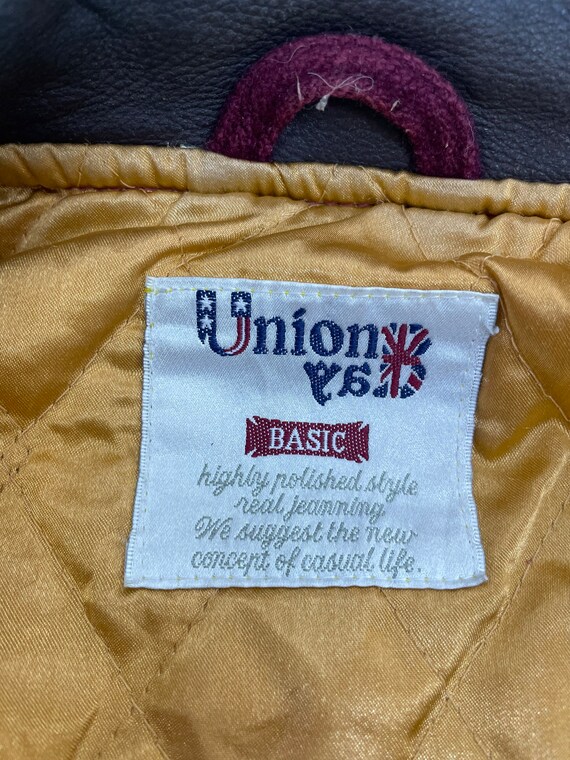 Union
Bay
BASIC
highly polished style
real jeanning
We suggest the new
concept of casual life.